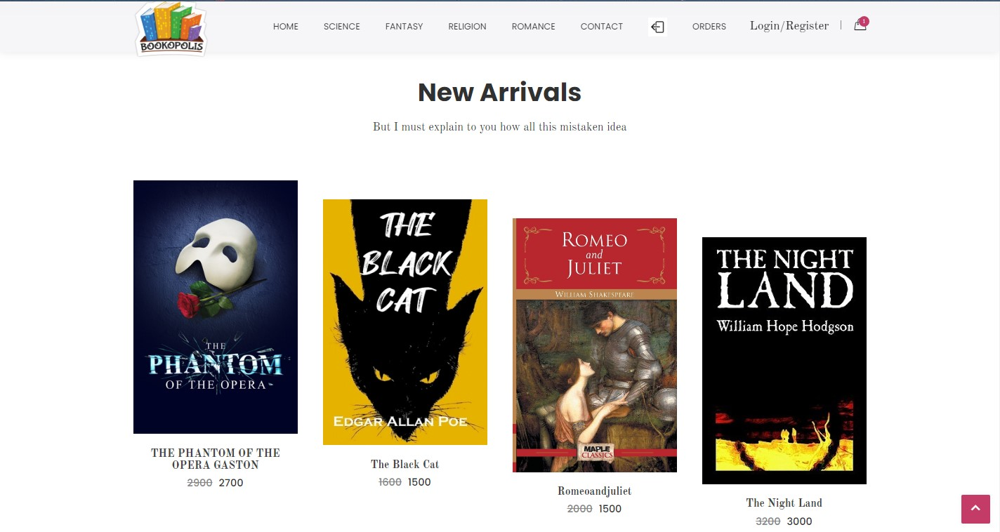 BOOKOPOLIS
HOME SCIENCE FANTASY RELIGION ROMANCE CONTACT ORDERS Login/Register 1
New Arrivals
But I must explain to you how all this mistaken idea
THE
PHANTOM
OF THE OPERA
THE PHANTOM OF THE
OPERA GASTON
2900 2700
THE
BLACK
CAT
EDGAR ALLAN POE
The Black Cat
1600 1500
ROMEO
and
JULIET
WILLIAM SHAKESPEARE
MAPLE
CLASSICS
Romeoandjuliet
2000 1500
THE NIGHT
LAND
William Hope Hodgson
The Night Land
3200 3000